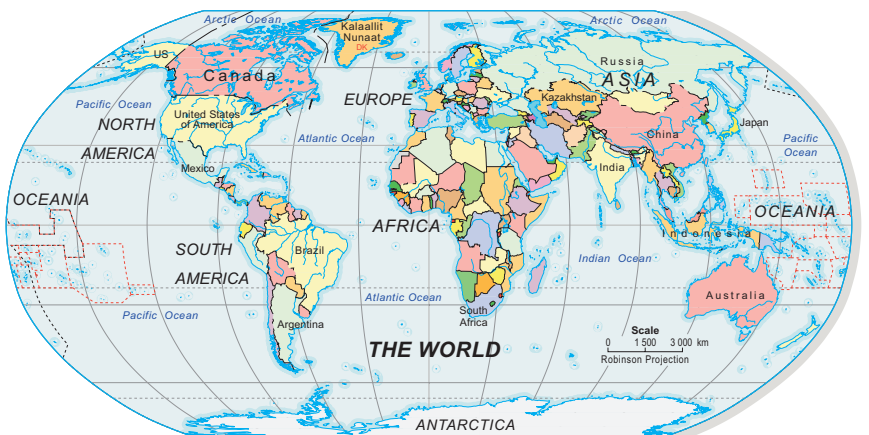 Arctic Ocean
Arctic Ocean
Kalaallit
Nunaat
DK
US
Canada
Russia
ASIA
Pacific Ocean
EUROPE
Kazakhstan
NORTH
United States
of America
Atlantic Ocean
China
Japan
Pacific
Ocean
AMERICA
Mexico
India
OCEANIA
OCEANIA
AFRICA
Indonesia
SOUTH
Brazil
AMERICA
Indian Ocean
Atlantic Ocean
Australia
Pacific Ocean
Argentina
South
Africa
Scale
0 1 500 3 000 km
Robinson Projection
THE WORLD
ANTARCTICA